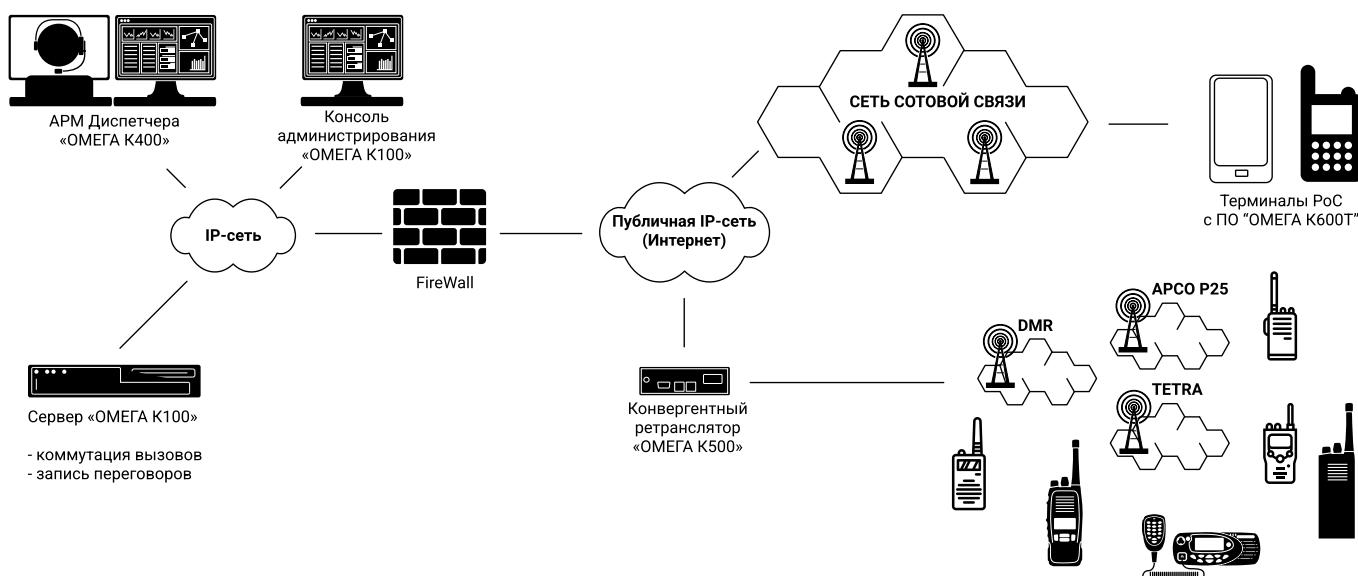 АРМ Диспетчера
«ОМЕГА К400»
Консоль
администрирования
«ОМЕГА К100»
СЕТЬ СОТОВОЙ СВЯЗИ
Терминалы PoC
с ПО “ОМЕГА К600Т”
IP-сеть
FireWall
Публичная IP-сеть
(Интернет)
APCO P25
DMR
TETRA
Сервер «ОМЕГА К100»
- коммутация вызовов
- запись переговоров
Конвергентный
ретранслятор
«ОМЕГА К500»